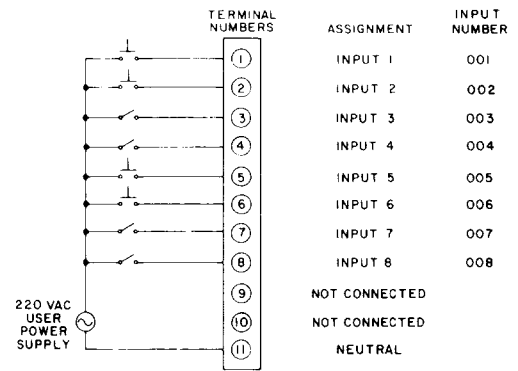 TERMINAL NUMBERS ASSIGNMENT INPUT NUMBER
1 INPUT 1 001
2 INPUT 2 002
3 INPUT 3 003
4 INPUT 4 004
5 INPUT 5 005
6 INPUT 6 006
7 INPUT 7 007
8 INPUT 8 008
9 NOT CONNECTED
10 NOT CONNECTED
11 NEUTRAL
220 VAC
USER
POWER
SUPPLY